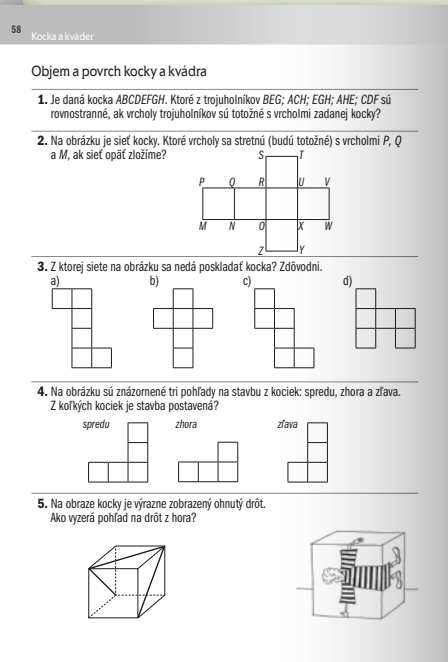 58
Kocka a kváder
Objem a povrch kocky a kvádra
1. Je daná kocka ABCDEFGH. Ktoré z trojuholníkov BEG; ACH; EGH; AHE; CDF sú
rovnostranné, ak vrcholy trojuholníkov sú totožné s vrcholmi zadanej kocky?
2. Na obrázku je sieť kocky. Ktoré vrcholy sa stretnú (budú totožné) s vrcholmi P, Q
a M, ak sieť opäť zložíme?
S T
P Q R U V
M N O X W
Z Y
3. Z ktorej siete na obrázku sa nedá poskladať kocka? Zdôvodni.
a) b) c) d)
4. Na obrázku sú znázornené tri pohľady na stavbu z kociek: spredu, zhora a zľava.
Z koľkých kociek je stavba postavená?
spredu zhora zľava
5. Na obraze kocky je výrazne zobrazený ohnutý drôt.
Ako vyzerá pohľad na drôt z hora?